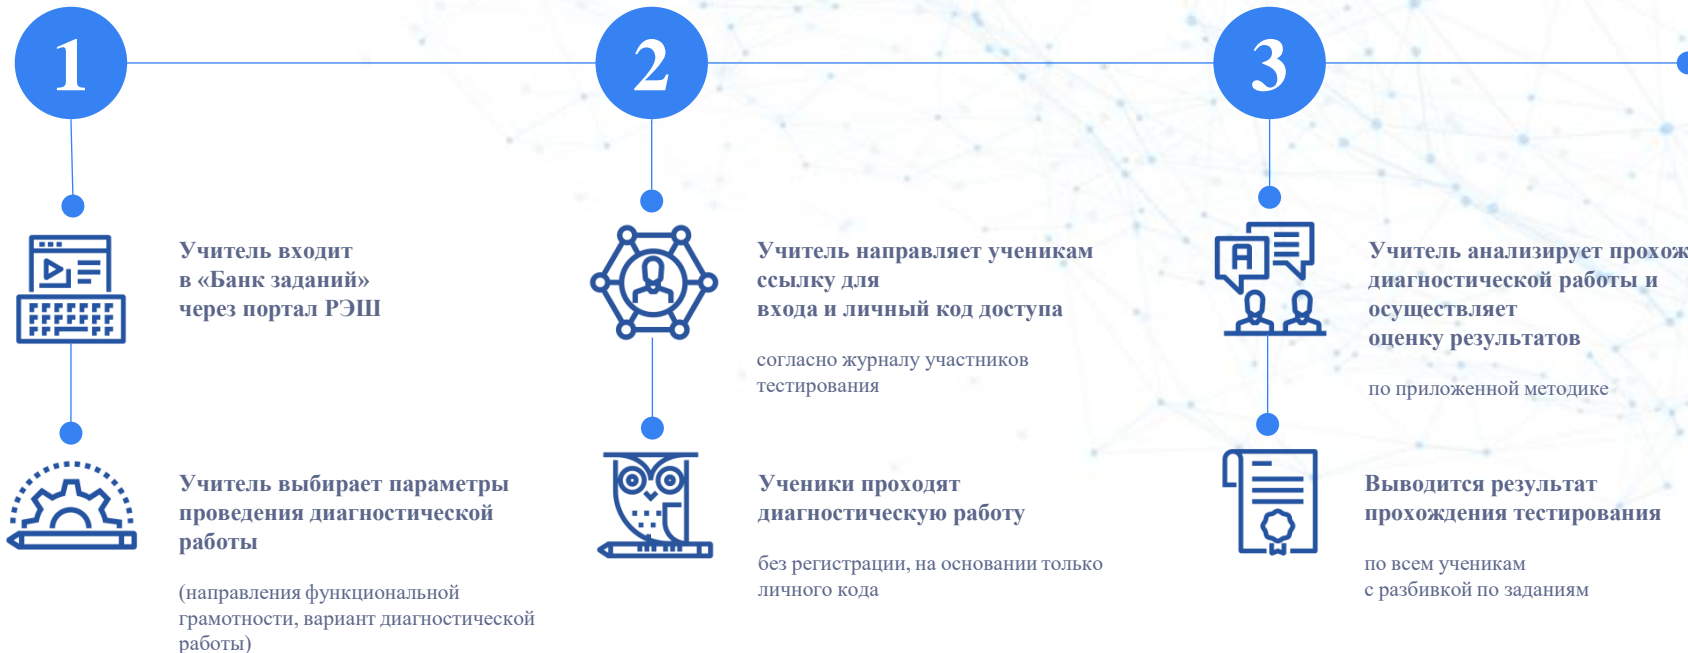 1
Учитель входит
в «Банк заданий»
через портал РЭШ
Учитель выбирает параметры
проведения диагностической
работы
(направления функциональной
грамотности, вариант диагностической
работы)
2
Учитель направляет ученикам
ссылку для
входа и личный код доступа
согласно журналу участников
тестирования
Ученики проходят
диагностическую работу
без регистрации, на основании только
личного кода
3
Учитель анализирует прохож
диагностической работы и
осуществляет
оценку результатов
по приложенной методике
Выводится результат
прохождения тестирования
по всем ученикам
с разбивкой по заданиям